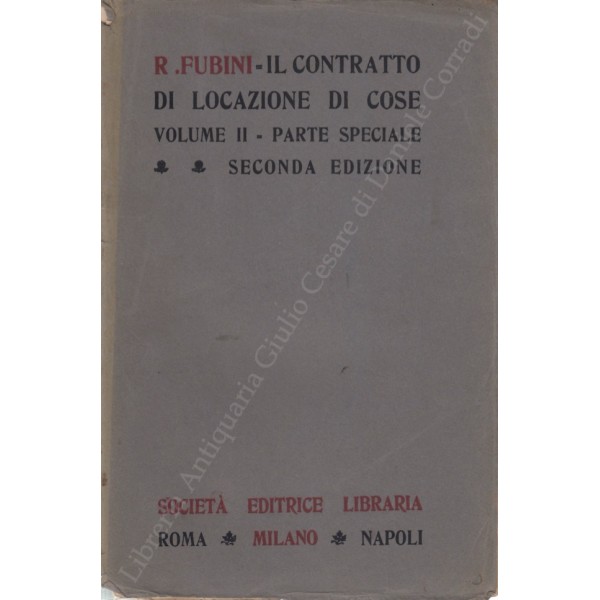 R. FUBINI - IL CONTRATTO
DI LOCAZIONE DI COSE
VOLUME II - PARTE SPECIALE
SECONDA EDIZIONE
SOCIETÀ EDITRICE LIBRARIA
ROMA MILANO NAPOLI
Libreria Antiquaria Giulio Cesare di Daniele Corradi